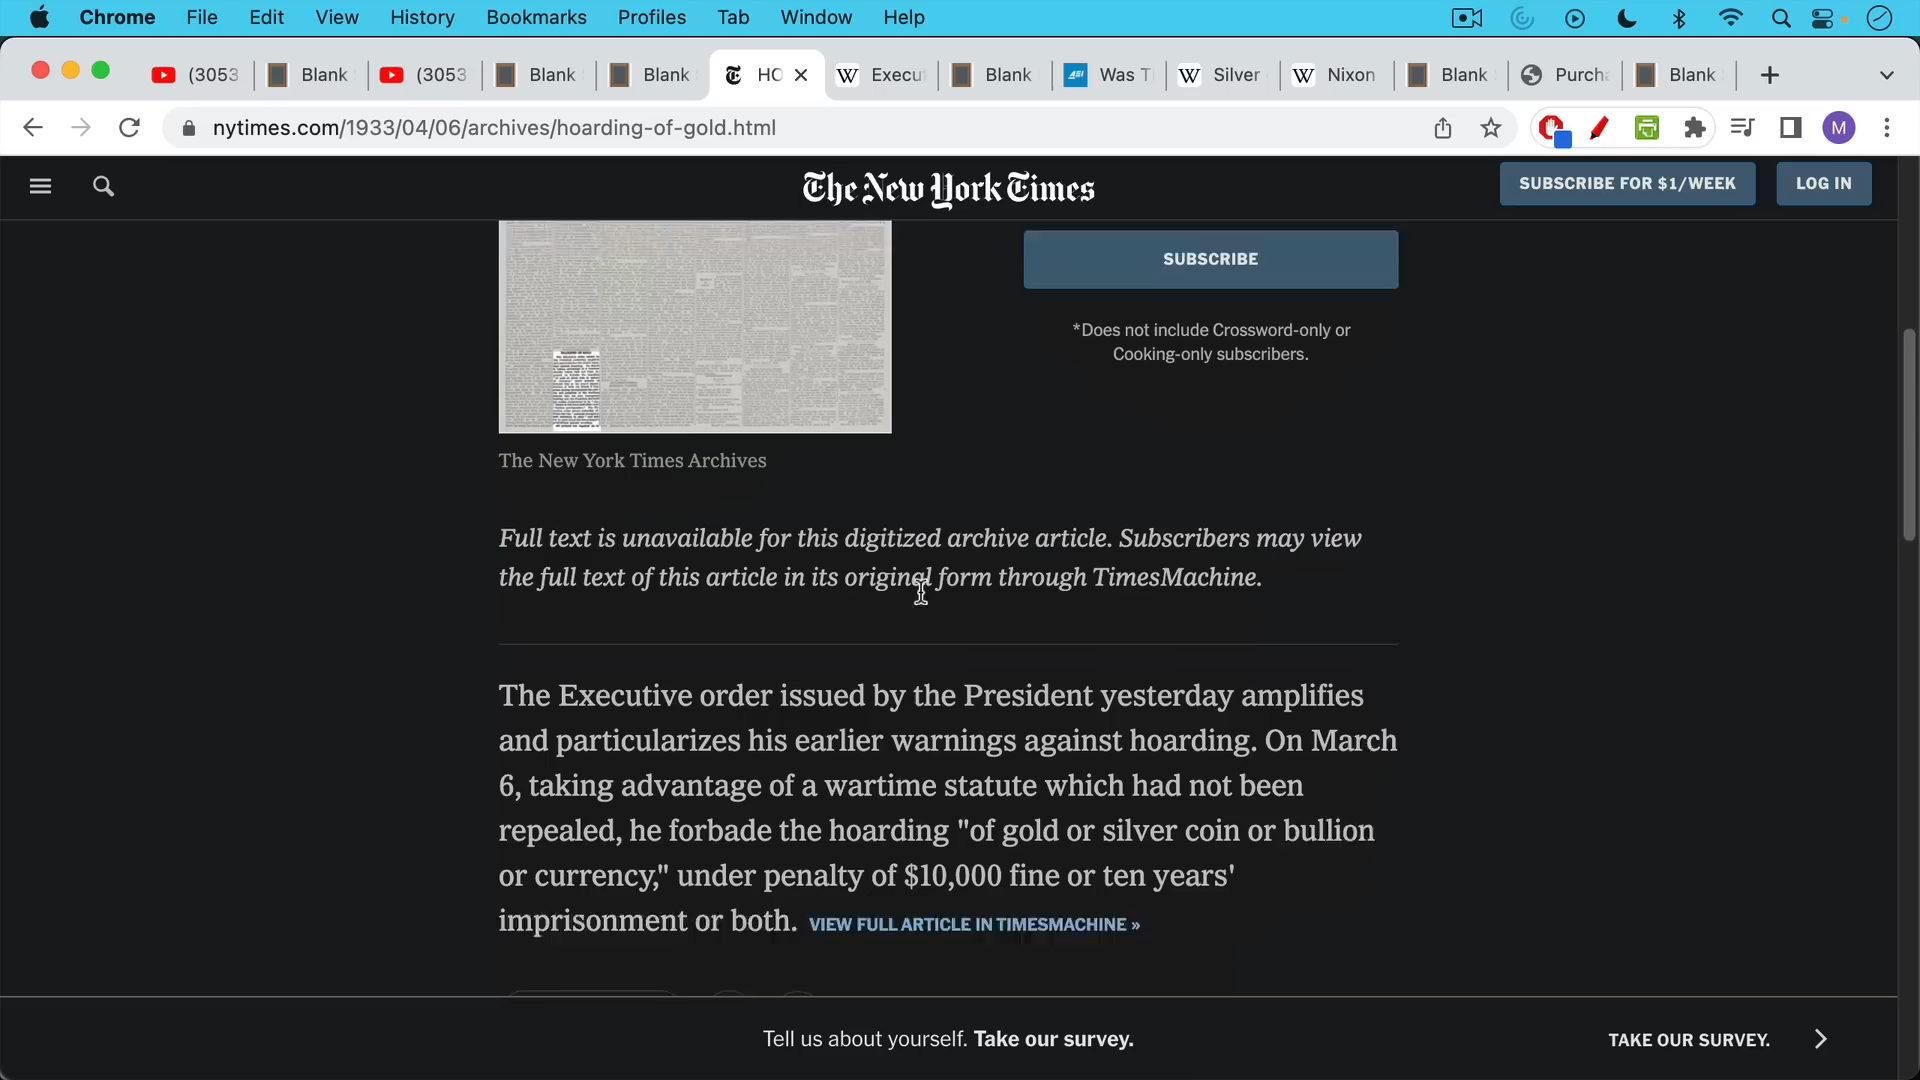 Chrome File Edit View History Bookmarks Profiles Tab Window Help
(3053 Blank (3053 Blank Blank HO Execu Blank Was T Silver Nixon Blank Purcha Blank
nytimes.com/1933/04/06/archives/hoarding-of-gold.html
M
The New York Times
SUBSCRIBE FOR $1/WEEK
LOG IN
SUBSCRIBE
*Does not include Crossword-only or
Cooking-only subscribers.
The New York Times Archives
Full text is unavailable for this digitized archive article. Subscribers may view
the full text of this article in its original form through TimesMachine.
The Executive order issued by the President yesterday amplifies
and particularizes his earlier warnings against hoarding. On March
6, taking advantage of a wartime statute which had not been
repealed, he forbade the hoarding "of gold or silver coin or bullion
or currency," under penalty of $10,000 fine or ten years'
imprisonment or both. VIEW FULL ARTICLE IN TIMESMACHINE »
Tell us about yourself. Take our survey.
TAKE OUR SURVEY.